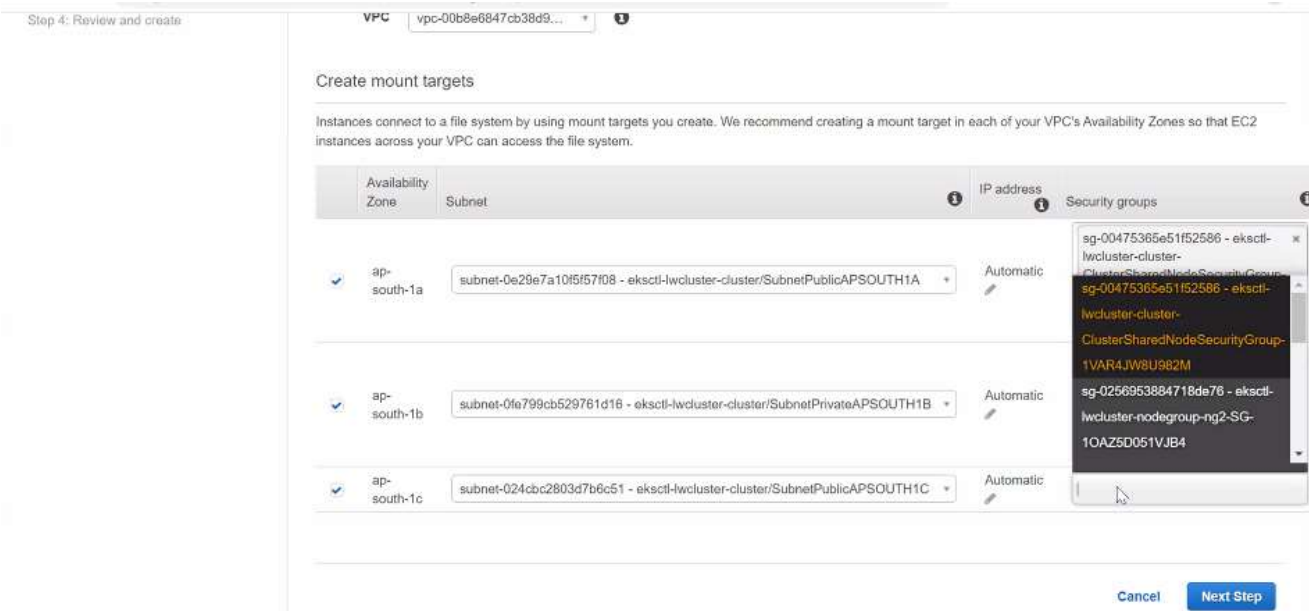 Step 4: Review and create
VPC vpc-00b8e6847cb38d9...
Create mount targets
Instances connect to a file system by using mount targets you create. We recommend creating a mount target in each of your VPC's Availability Zones so that EC2
instances across your VPC can access the file system.
Availability
Zone
Subnet
IP address
Security groups
ap-
south-1a
subnet-0e29e7a10f5f57f08 - eksctl-lwcluster-cluster/SubnetPublicAPSOUTH1A
Automatic
sg-00475365e51f52586 - eksctl-
lwcluster-cluster-
ClusterSharedNodeSecurityGroup-
sg-00475365e51f52586 - eksctl-
lwcluster-cluster-
ClusterSharedNodeSecurityGroup-
1VAR4JW8U982M
sg-0256953884718de76 - eksctl-
lwcluster-nodegroup-ng2-SG-
1OAZ5D051VJB4
ap-
south-1b
subnet-0fe799cb529761d16 - eksctl-lwcluster-cluster/SubnetPrivateAPSOUTH1B
Automatic
ap-
south-1c
subnet-024cbc2803d7b6c51 - eksctl-lwcluster-cluster/SubnetPublicAPSOUTH1C
Automatic
Cancel
Next Step